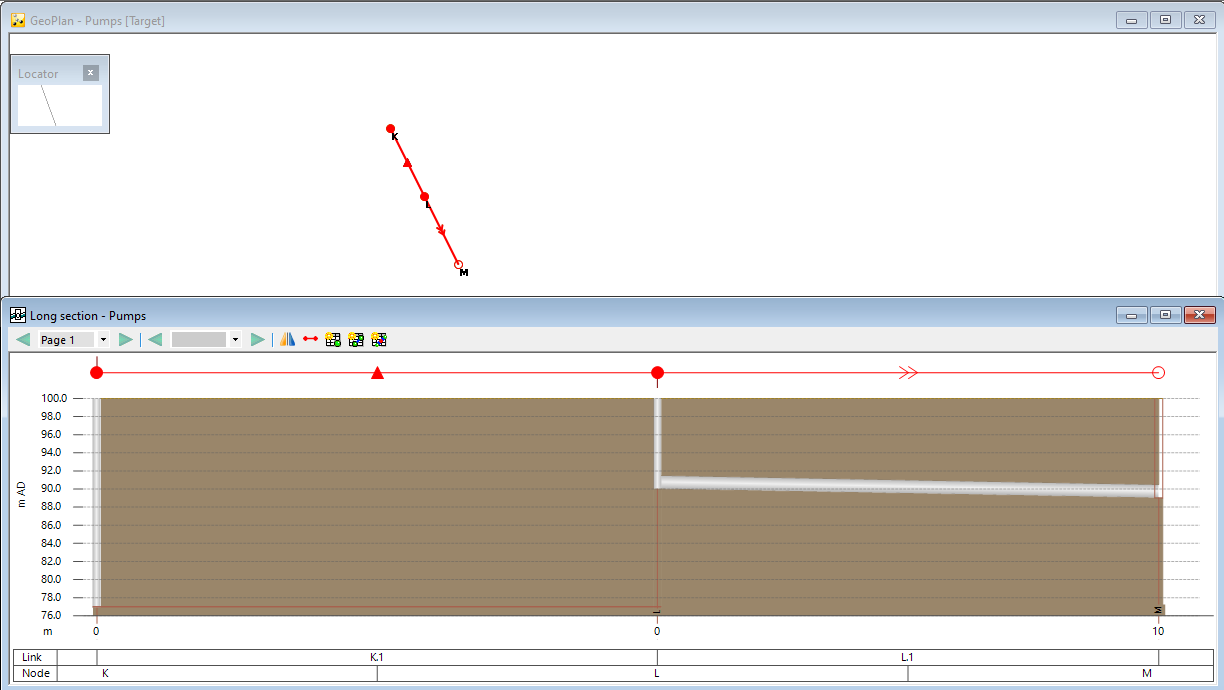 GeoPlan - Pumps [Target]
Locator
K
L
M
Long section - Pumps
Page 1
100.0
98.0
96.0
94.0
92.0
90.0
88.0
86.0
84.0
82.0
80.0
78.0
76.0
m AD
L
M
m 0 0 10
Link K.1 L.1
Node K L M